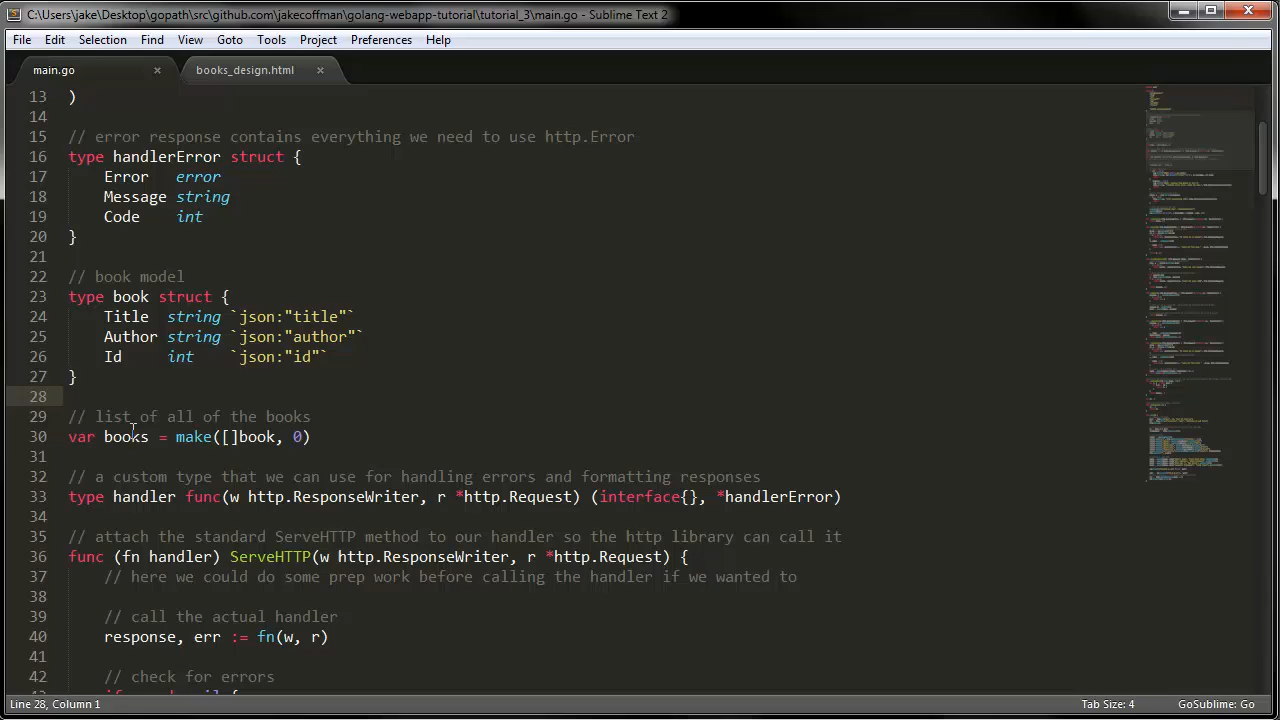 C:\Users\jake\Desktop\gopath\src\github.com\jakecoffman\golang-webapp-tutorial\tutorial_3\main.go - Sublime Text 2
File Edit Selection Find View Goto Tools Project Preferences Help
main.go × books_design.html ×
13 )
14
15 // error response contains everything we need to use http.Error
16 type handlerError struct {
17 Error error
18 Message string
19 Code int
20 }
21
22 // book model
23 type book struct {
24 Title string `json:"title"`
25 Author string `json:"author"`
26 Id int `json:"id"`
27 }
28
29 // list of all of the books
30 var books = make([]book, 0)
31
32 // a custom type that we can use for handling errors and formatting responses
33 type handler func(w http.ResponseWriter, r *http.Request) (interface{}, *handlerError)
34
35 // attach the standard ServeHTTP method to our handler so the http library can call it
36 func (fn handler) ServeHTTP(w http.ResponseWriter, r *http.Request) {
37 // here we could do some prep work before calling the handler if we wanted to
38
39 // call the actual handler
40 response, err := fn(w, r)
41
42 // check for errors
Line 28, Column 1 Tab Size: 4 GoSublime: Go